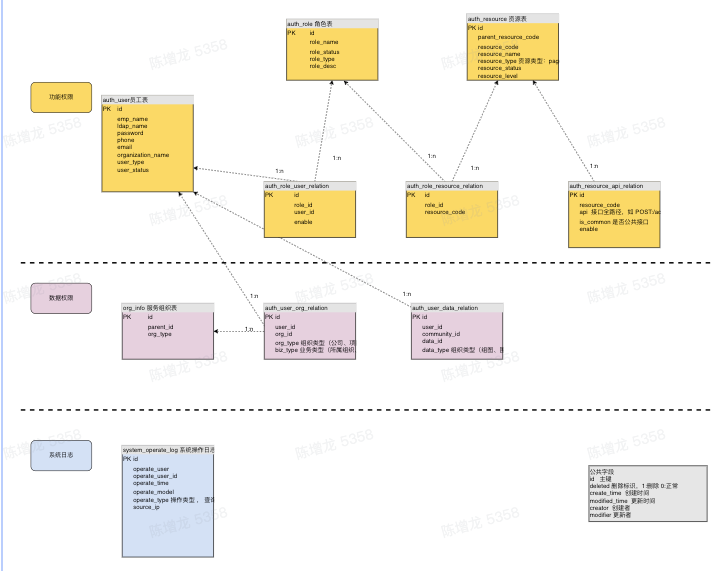 auth_role 角色表
PK id
role_name
role_status
role_type
role_desc
auth_resource 资源表
PK id
parent_resource_code
resource_code
resource_name
resource_type 资源类型：pag
resource_status
resource_level
功能权限
auth_user员工表
PK id
emp_name
ldap_name
password
phone
email
organization_name
user_type
user_status
1:n
1:n
1:n
1:n
1:n
auth_role_user_relation
PK id
role_id
user_id
enable
auth_role_resource_relation
PK id
role_id
resource_code
auth_resource_api_relation
PK id
resource_code
api 接口全路径，如 POST:/ac
is_common 是否公共接口
enable
数据权限
1:n
1:n
1:n
org_info 服务组织表
PK id
parent_id
org_type
auth_user_org_relation
PK id
user_id
org_id
org_type 组织类型（公司、项
biz_type 业务类型（所属组织
auth_user_data_relation
PK id
user_id
community_id
data_id
data_type 组织类型（组团、
系统日志
system_operate_log 系统操作日志
PK id
operate_user
operate_user_id
operate_time
operate_model
operate_type 操作类型 ， 查询
source_ip
公共字段
id 主键
deleted 删除标识，1:删除 0:正常
create_time 创建时间
modified_time 更新时间
creator 创建者
modifier 更新者
陈增龙 5358